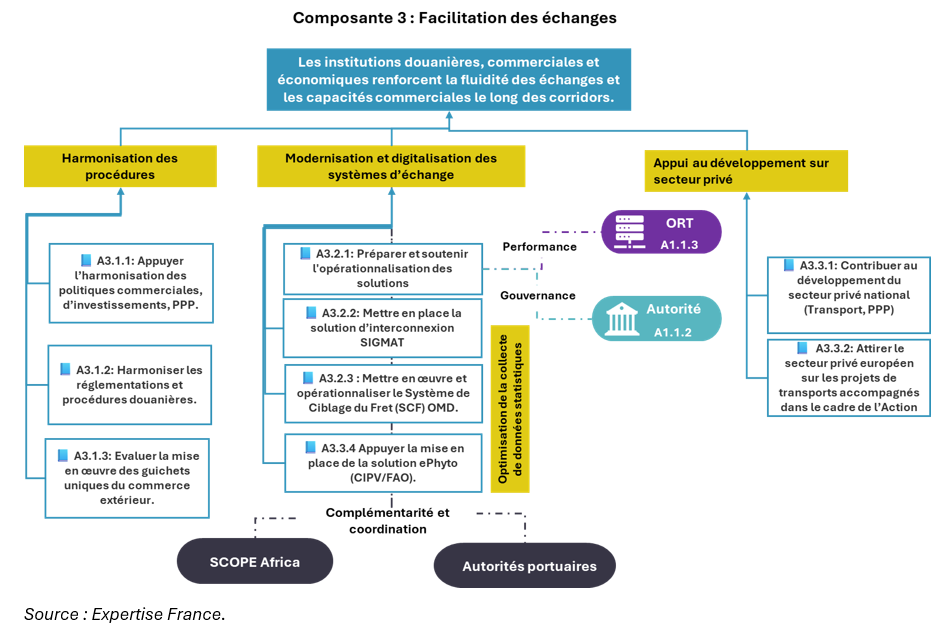 Composante 3 : Facilitation des échanges
Les institutions douanières, commerciales et
économiques renforcent la fluidité des échanges et
les capacités commerciales le long des corridors.
Harmonisation des
procédures
A3.1.1: Appuyer
l’harmonisation des
politiques commerciales,
d’investissements, PPP.
A3.1.2: Harmoniser les
réglementations et
procédures douanières.
A3.1.3: Evaluer la mise
en œuvre des guichets
uniques du commerce
extérieur.
Modernisation et digitalisation des
systèmes d’échange
A3.2.1: Préparer et soutenir
l’opérationnalisation des
solutions
A3.2.2: Mettre en place la
solution d’interconnexion
SIGMAT
A3.2.3 : Mettre en œuvre et
opérationnaliser le Système de
Ciblage du Fret (SCF) OMD.
A3.3.4 Appuyer la mise en
place de la solution ePhyto
(CIPV/FAO).
Performance
Gouvernance
ORT
A1.1.3
Autorité
A1.1.2
Optimisation de la collecte
de données statistiques
Appui au développement sur
secteur privé
A3.3.1: Contribuer au
développement du
secteur privé national
(Transport, PPP)
A3.3.2: Attirer le
secteur privé européen
sur les projets de
transports accompagnés
dans le cadre de l’Action
Complémentarité et
coordination
SCOPE Africa
Autorités portuaires
Source : Expertise France.